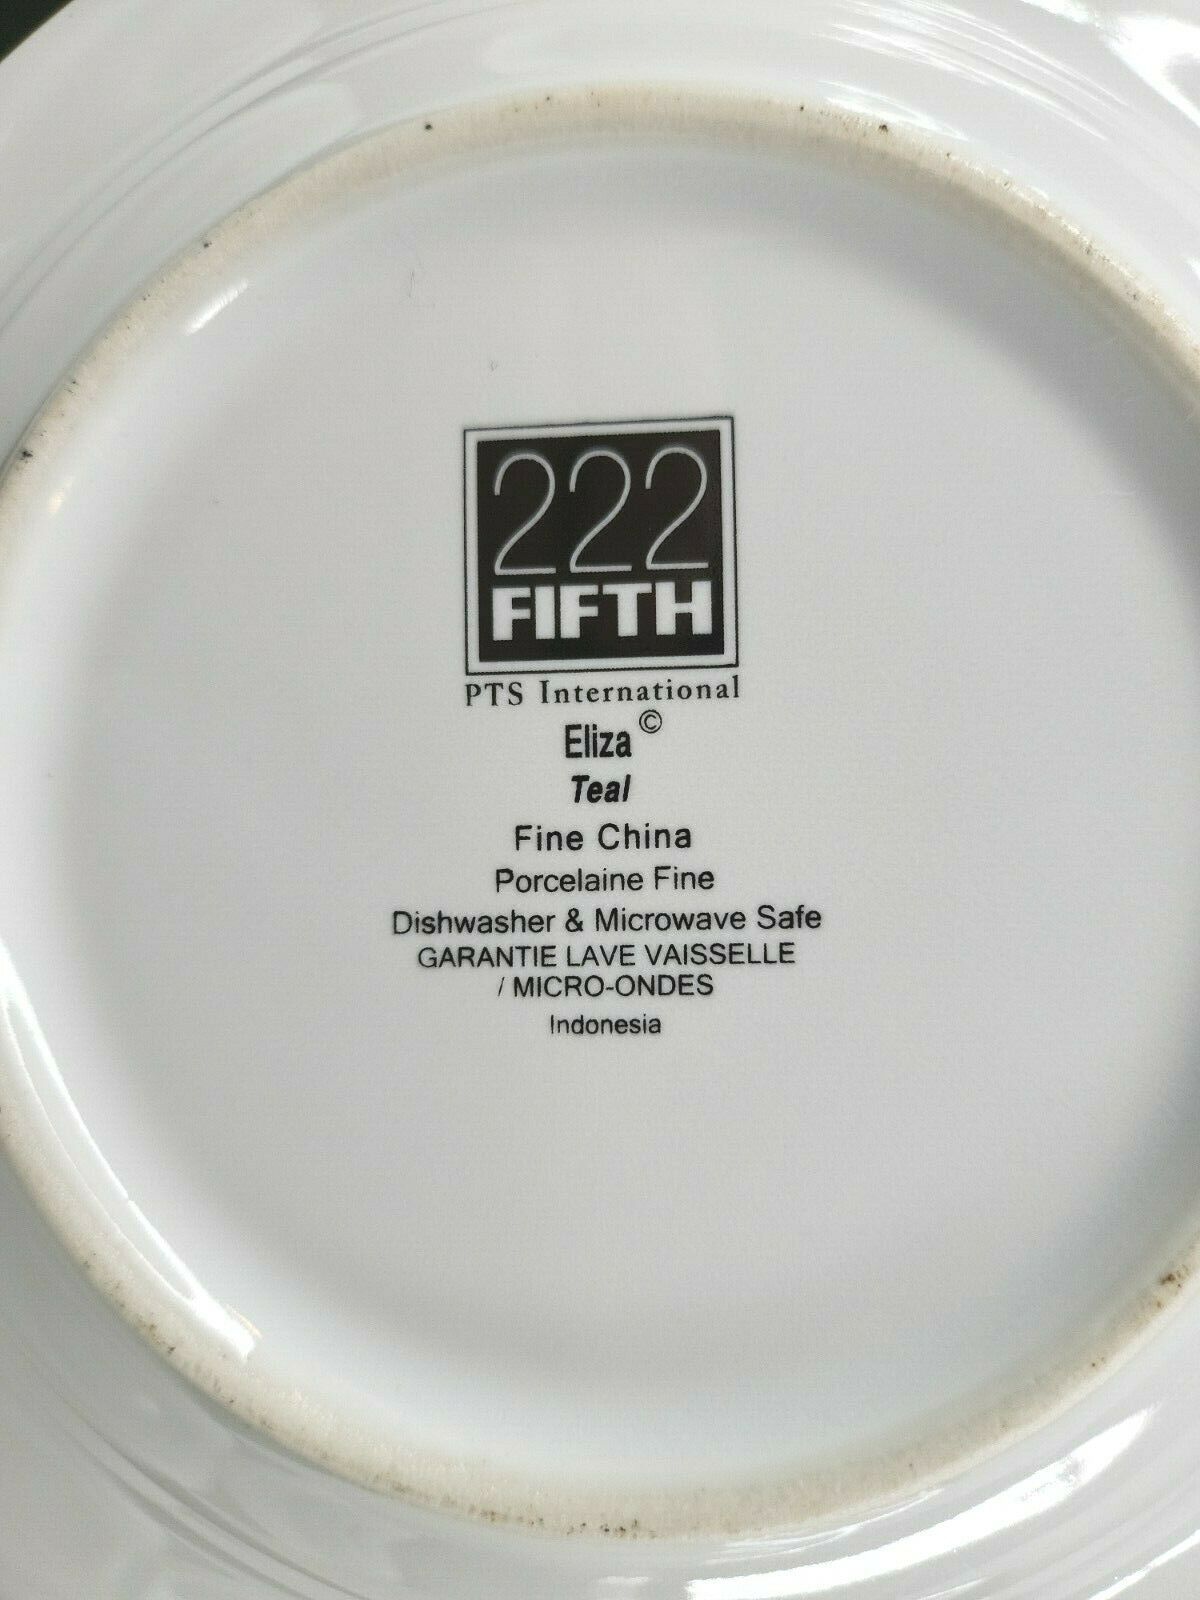 222
FIFTH
PTS International
Eliza ©
Teal
Fine China
Porcelaine Fine
Dishwasher & Microwave Safe
GARANTIE LAVE VAISSELLE
/ MICRO-ONDES
Indonesia